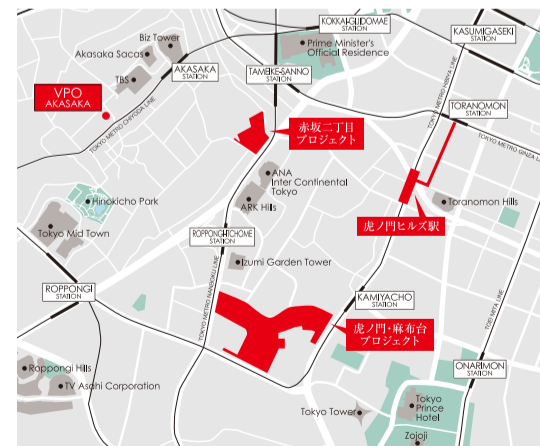 KOKKAI-GIJIDOMAE
STATION
KASUMIGASEKI
STATION
Biz Tower
Akasaka Sacas
TBS
AKASAKA
STATION
Prime Minister's
Official Residence
TAMEIKE-SANNO
STATION
VPO
AKASAKA
TOKYO METRO CHIYODA LINE
TOKYO METRO HIBIYA LINE
TORANOMON
STATION
TOKYO METRO GINZA LINE
赤坂二丁目
プロジェクト
ANA
Inter Continental
Tokyo
ARK Hills
Hinokicho Park
Toranomon Hills
虎ノ門ヒルズ駅
Tokyo Mid Town
ROPPONGI-ITCHOME
STATION
Izumi Garden Tower
ROPPONGI
STATION
TOKYO METRO NANBOKU LINE
KAMIYACHO
STATION
TOEI MITA LINE
虎ノ門・麻布台
プロジェクト
Roppongi Hills
TV Asahi Corporation
ONARIMON
STATION
Tokyo Tower
Tokyo
Prince
Hotel
Zojoji